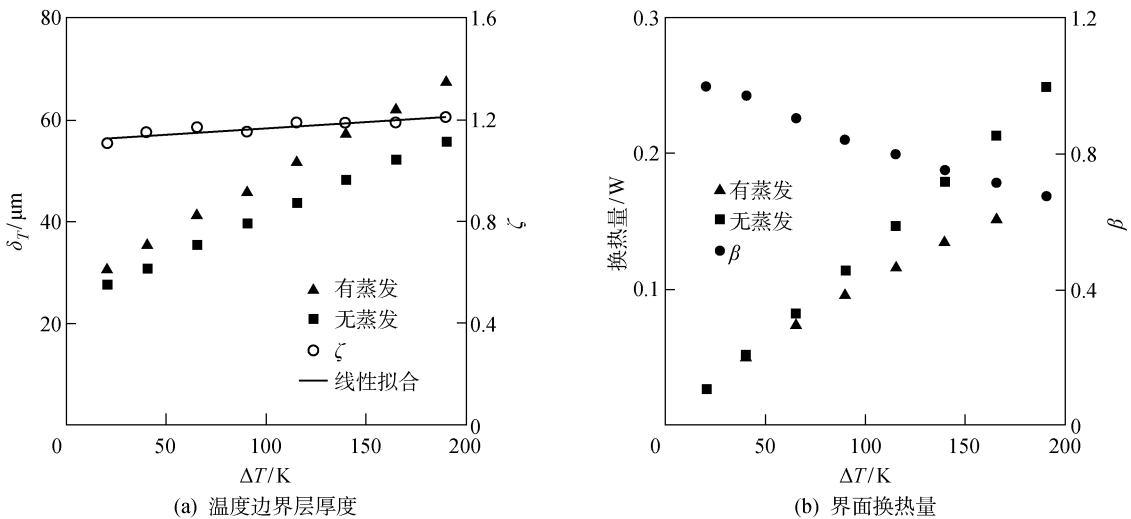 80
60
40
20
δ_T/μm
1.6
1.2
0.8
0.4
0
ζ
▲ 有蒸发
■ 无蒸发
○ ζ
— 线性拟合
0 50 100 150 200
ΔT/K
(a) 温度边界层厚度
0.3
0.2
0.1
换热量/W
1.2
0.8
0.4
0
β
▲ 有蒸发
■ 无蒸发
● β
0 50 100 150 200
ΔT/K
(b) 界面换热量